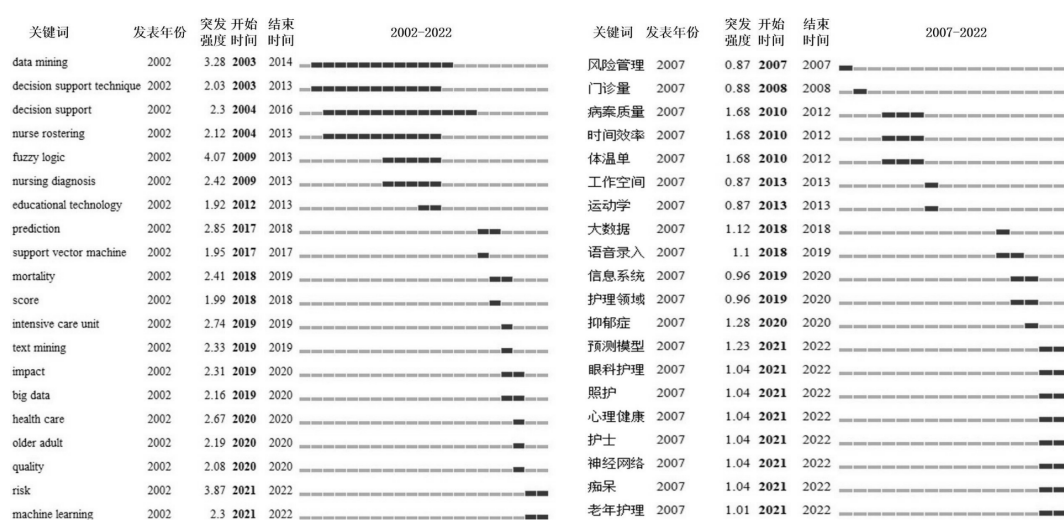 关键词 发表年份 突发强度 开始时间 结束时间 2002-2022
data mining 2002 3.28 2003 2014
decision support technique 2002 2.03 2003 2013
decision support 2002 2.3 2004 2016
nurse rostering 2002 2.12 2004 2013
fuzzy logic 2002 4.07 2009 2013
nursing diagnosis 2002 2.42 2009 2013
educational technology 2002 1.92 2012 2013
prediction 2002 2.85 2017 2018
support vector machine 2002 1.95 2017 2017
mortality 2002 2.41 2018 2019
score 2002 1.99 2018 2018
intensive care unit 2002 2.74 2019 2019
text mining 2002 2.33 2019 2019
impact 2002 2.31 2019 2020
big data 2002 2.16 2019 2020
health care 2002 2.67 2020 2020
older adult 2002 2.19 2020 2020
quality 2002 2.08 2020 2020
risk 2002 3.87 2021 2022
machine learning 2002 2.3 2021 2022
关键词 发表年份 突发强度 开始时间 结束时间 2007-2022
风险管理 2007 0.87 2007 2007
门诊量 2007 0.88 2008 2008
病案质量 2007 1.68 2010 2012
时间效率 2007 1.68 2010 2012
体温单 2007 1.68 2010 2012
工作空间 2007 0.87 2013 2013
运动学 2007 0.87 2013 2013
大数据 2007 1.12 2018 2018
语音录入 2007 1.1 2018 2019
信息系统 2007 0.96 2019 2020
护理领域 2007 0.96 2019 2020
抑郁症 2007 1.28 2020 2020
预测模型 2007 1.23 2021 2022
眼科护理 2007 1.04 2021 2022
照护 2007 1.04 2021 2022
心理健康 2007 1.04 2021 2022
护士 2007 1.04 2021 2022
神经网络 2007 1.04 2021 2022
痴呆 2007 1.04 2021 2022
老年护理 2007 1.01 2021 2022